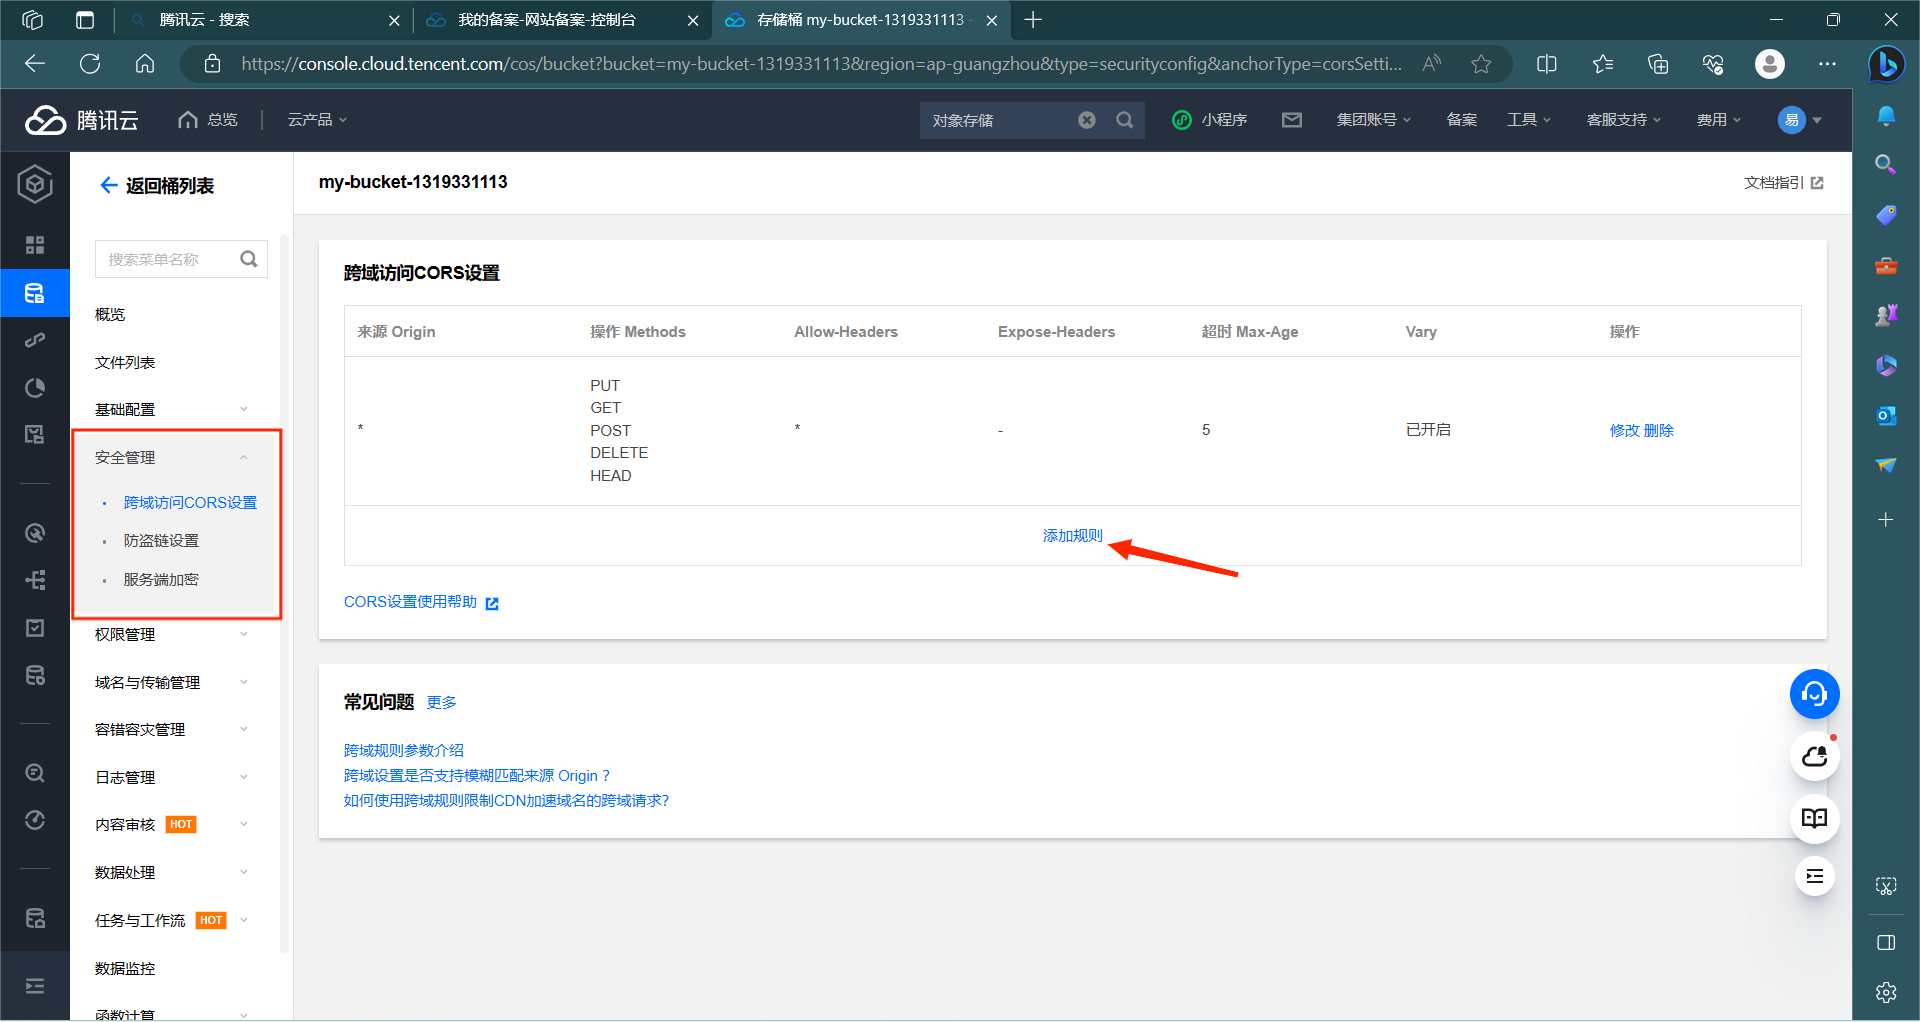 腾讯云 - 搜索
我的备案-网站备案-控制台
存储桶 my-bucket-1319331113 -
https://console.cloud.tencent.com/cos/bucket?bucket=my-bucket-1319331113&region=ap-guangzhou&type=securityconfig&anchorType=corsSetti...
腾讯云
总览
云产品
对象存储
小程序
集团账号
备案
工具
客服支持
费用
易
返回桶列表
搜索菜单名称
概览
文件列表
基础配置
安全管理
跨域访问CORS设置
防盗链设置
服务端加密
权限管理
域名与传输管理
容错容灾管理
日志管理
内容审核 HOT
数据处理
任务与工作流 HOT
数据监控
函数计算
my-bucket-1319331113
文档指引
跨域访问CORS设置
来源 Origin 操作 Methods Allow-Headers Expose-Headers 超时 Max-Age Vary 操作
PUT
GET
* POST * - 5 已开启 修改 删除
DELETE
HEAD
添加规则
CORS设置使用帮助
常见问题 更多
跨域规则参数介绍
跨域设置是否支持模糊匹配来源 Origin？
如何使用跨域规则限制CDN加速域名的跨域请求?